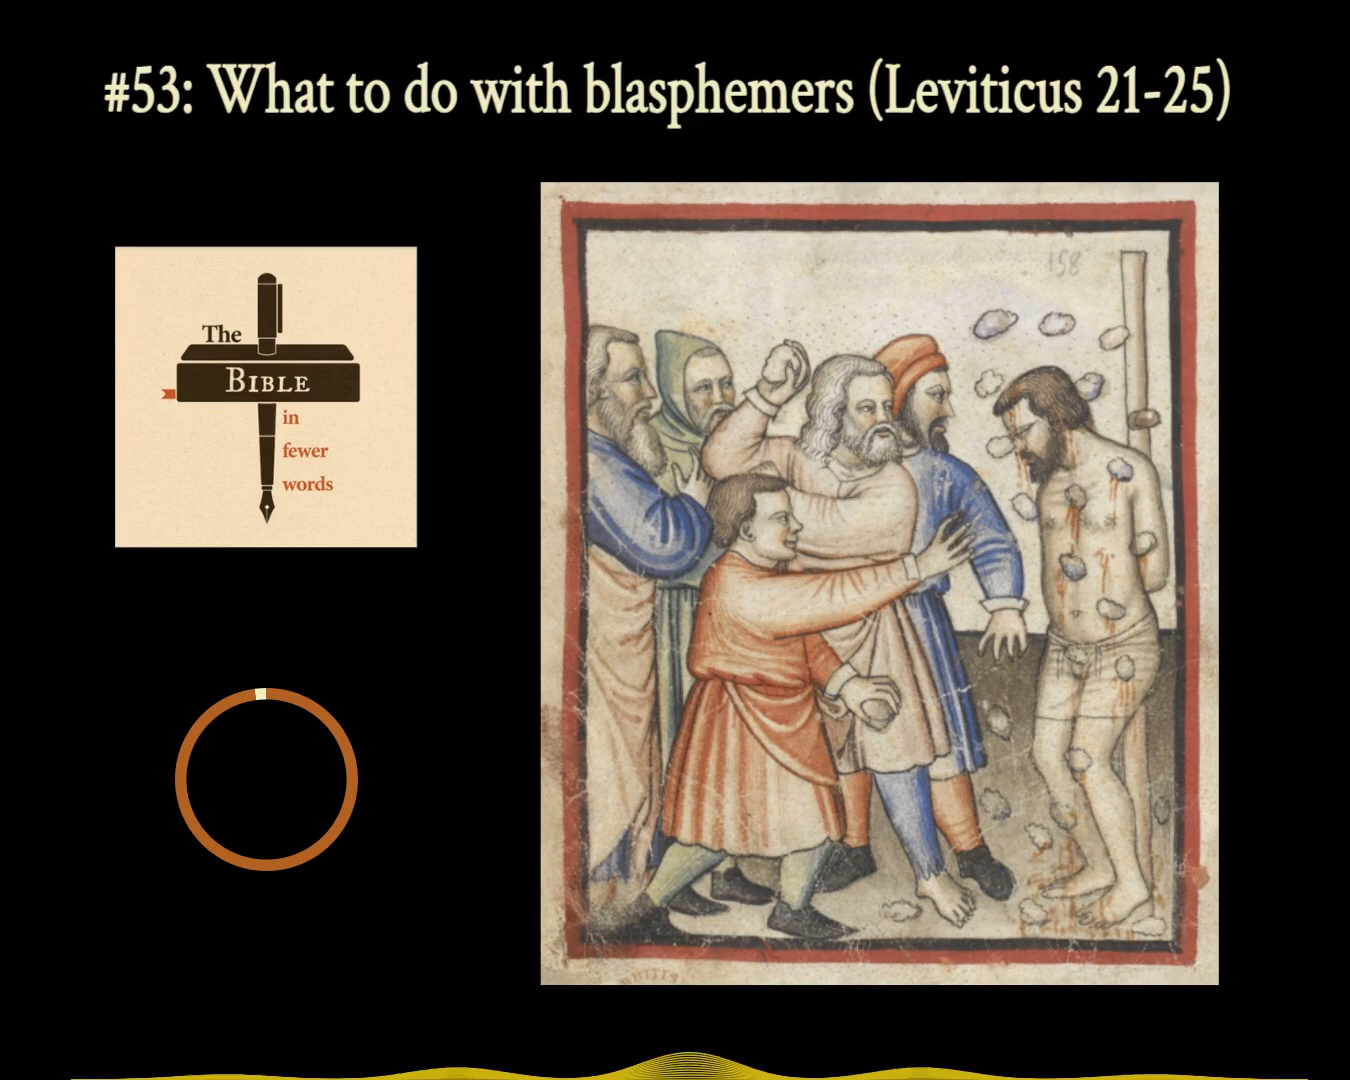 #53: What to do with blasphemers (Leviticus 21-25)
The
BIBLE
in
fewer
words
158